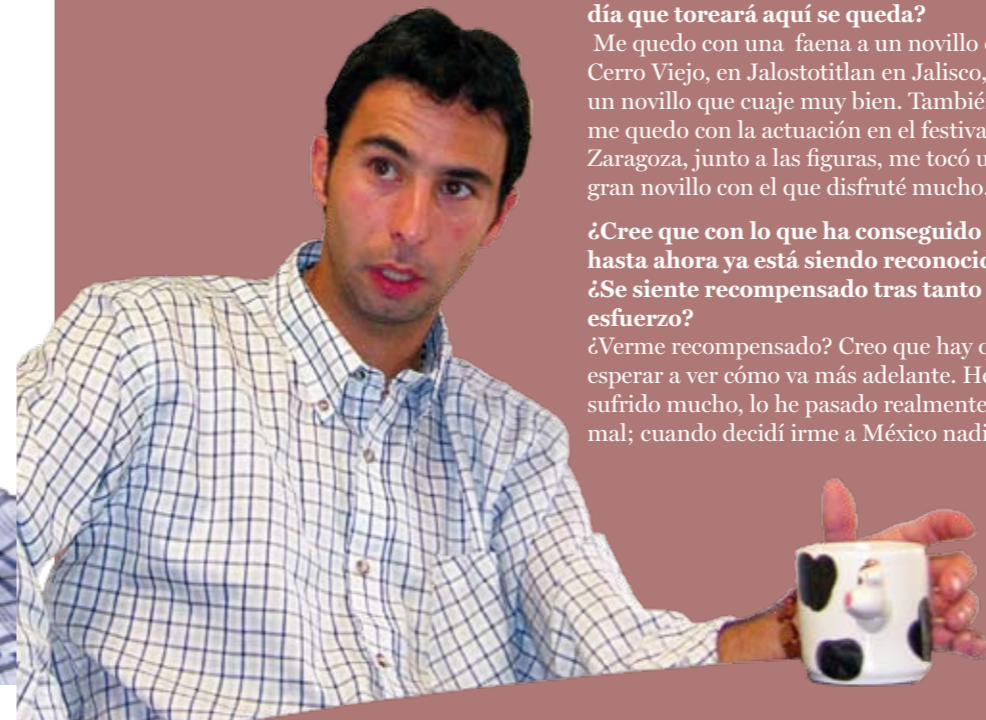 día que toreará aquí se queda?
Me quedo con una faena a un novillo
Cerro Viejo, en Jalostotitlan en Jalisco,
un novillo que cuaje muy bien. Tambié
me quedo con la actuación en el festiva
Zaragoza, junto a las figuras, me tocó u
gran novillo con el que disfruté mucho.
¿Cree que con lo que ha conseguido
hasta ahora ya está siendo reconocid
¿Se siente recompensado tras tanto
esfuerzo?
¿Verme recompensado? Creo que hay
esperar a ver cómo va más adelante. He
sufrido mucho, lo he pasado realmente
mal; cuando decidí irme a México nadi